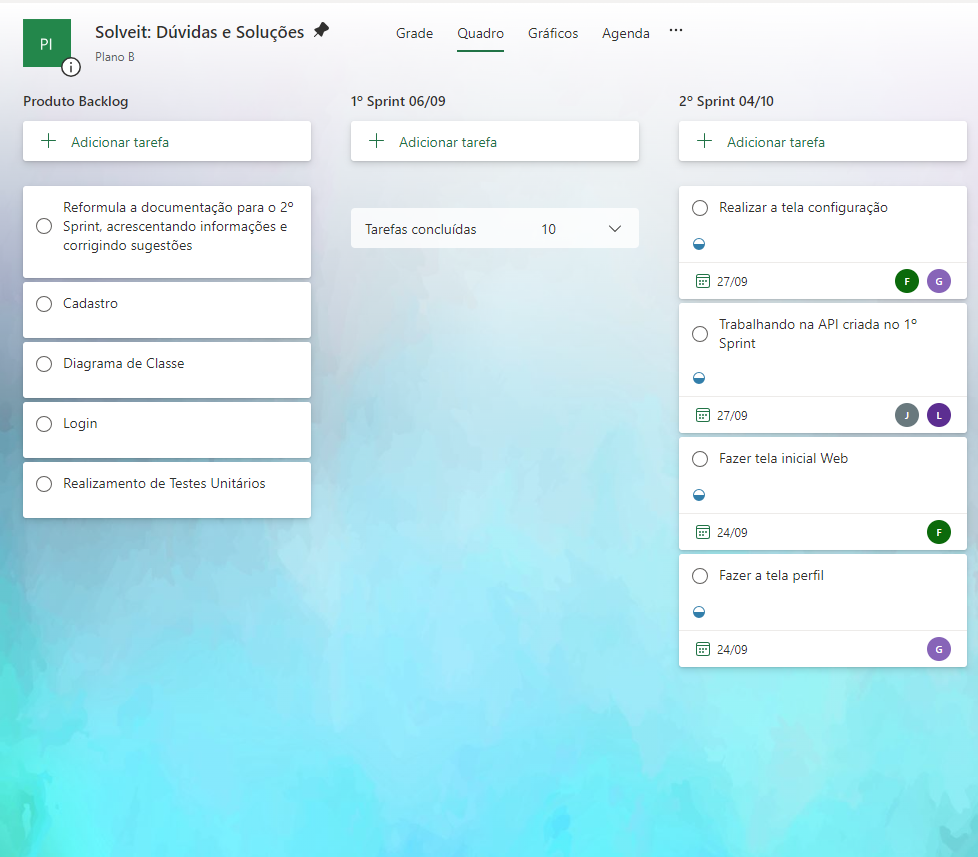 PI
Solveit: Dúvidas e Soluções
Plano B
Grade
Quadro
Gráficos
Agenda
Produto Backlog
Adicionar tarefa
Reformula a documentação para o 2º
Sprint, acrescentando informações e
corrigindo sugestões
Cadastro
Diagrama de Classe
Login
Realizamento de Testes Unitários
1º Sprint 06/09
Adicionar tarefa
Tarefas concluídas 10
2º Sprint 04/10
Adicionar tarefa
Realizar a tela configuração
27/09
F
G
Trabalhando na API criada no 1º
Sprint
27/09
J
L
Fazer tela inicial Web
24/09
F
Fazer a tela perfil
24/09
G